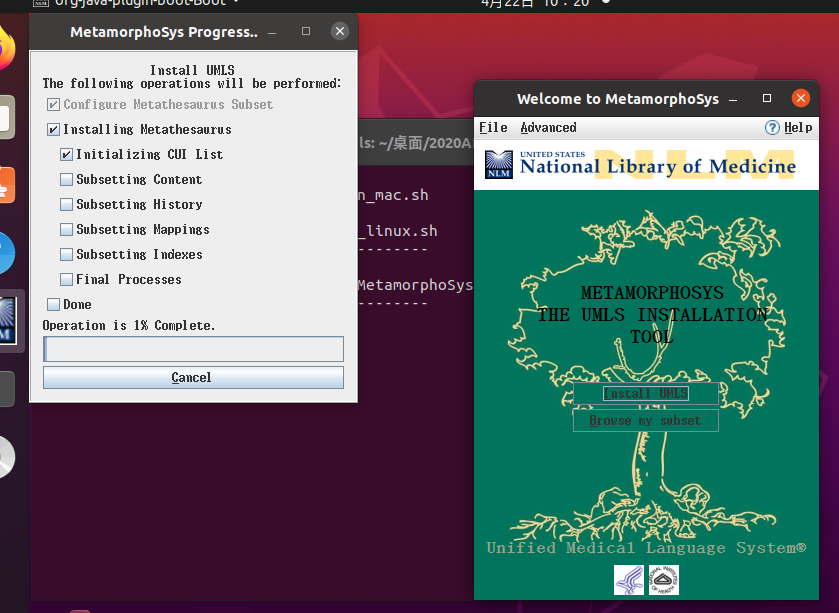 org-java-plugin-boot-Boot
4月22日 10：20
MetamorphoSys Progress..
Install UMLS
The following operations will be performed:
Configure Metathesaurus Subset
Installing Metathesaurus
Initializing CUI List
Subsetting Content
Subsetting History
Subsetting Mappings
Subsetting Indexes
Final Processes
Done
Operation is 1% Complete.
Cancel
ls: ~/桌面/2020A
n_mac.sh
_linux.sh
--------
MetamorphoSys
--------
Welcome to MetamorphoSys
File Advanced Help
NLM
UNITED STATES
National Library of Medicine
NLM
METAMORPHOSYS
THE UMLS INSTALLATION
TOOL
Install UMLS
Browse my subset
Unified Medical Language System®